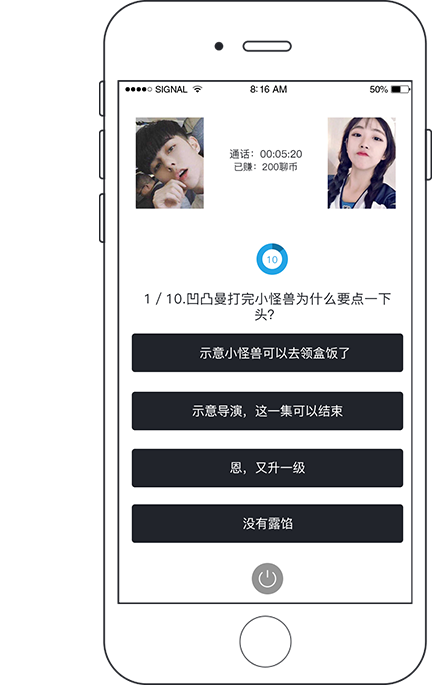 SIGNAL 8:16 AM 50%
通话：00:05:20
已赚：200聊币
10
1 / 10.凹凸曼打完小怪兽为什么要点一下
头?
示意小怪兽可以去领盒饭了
示意导演，这一集可以结束
恩，又升一级
没有露馅